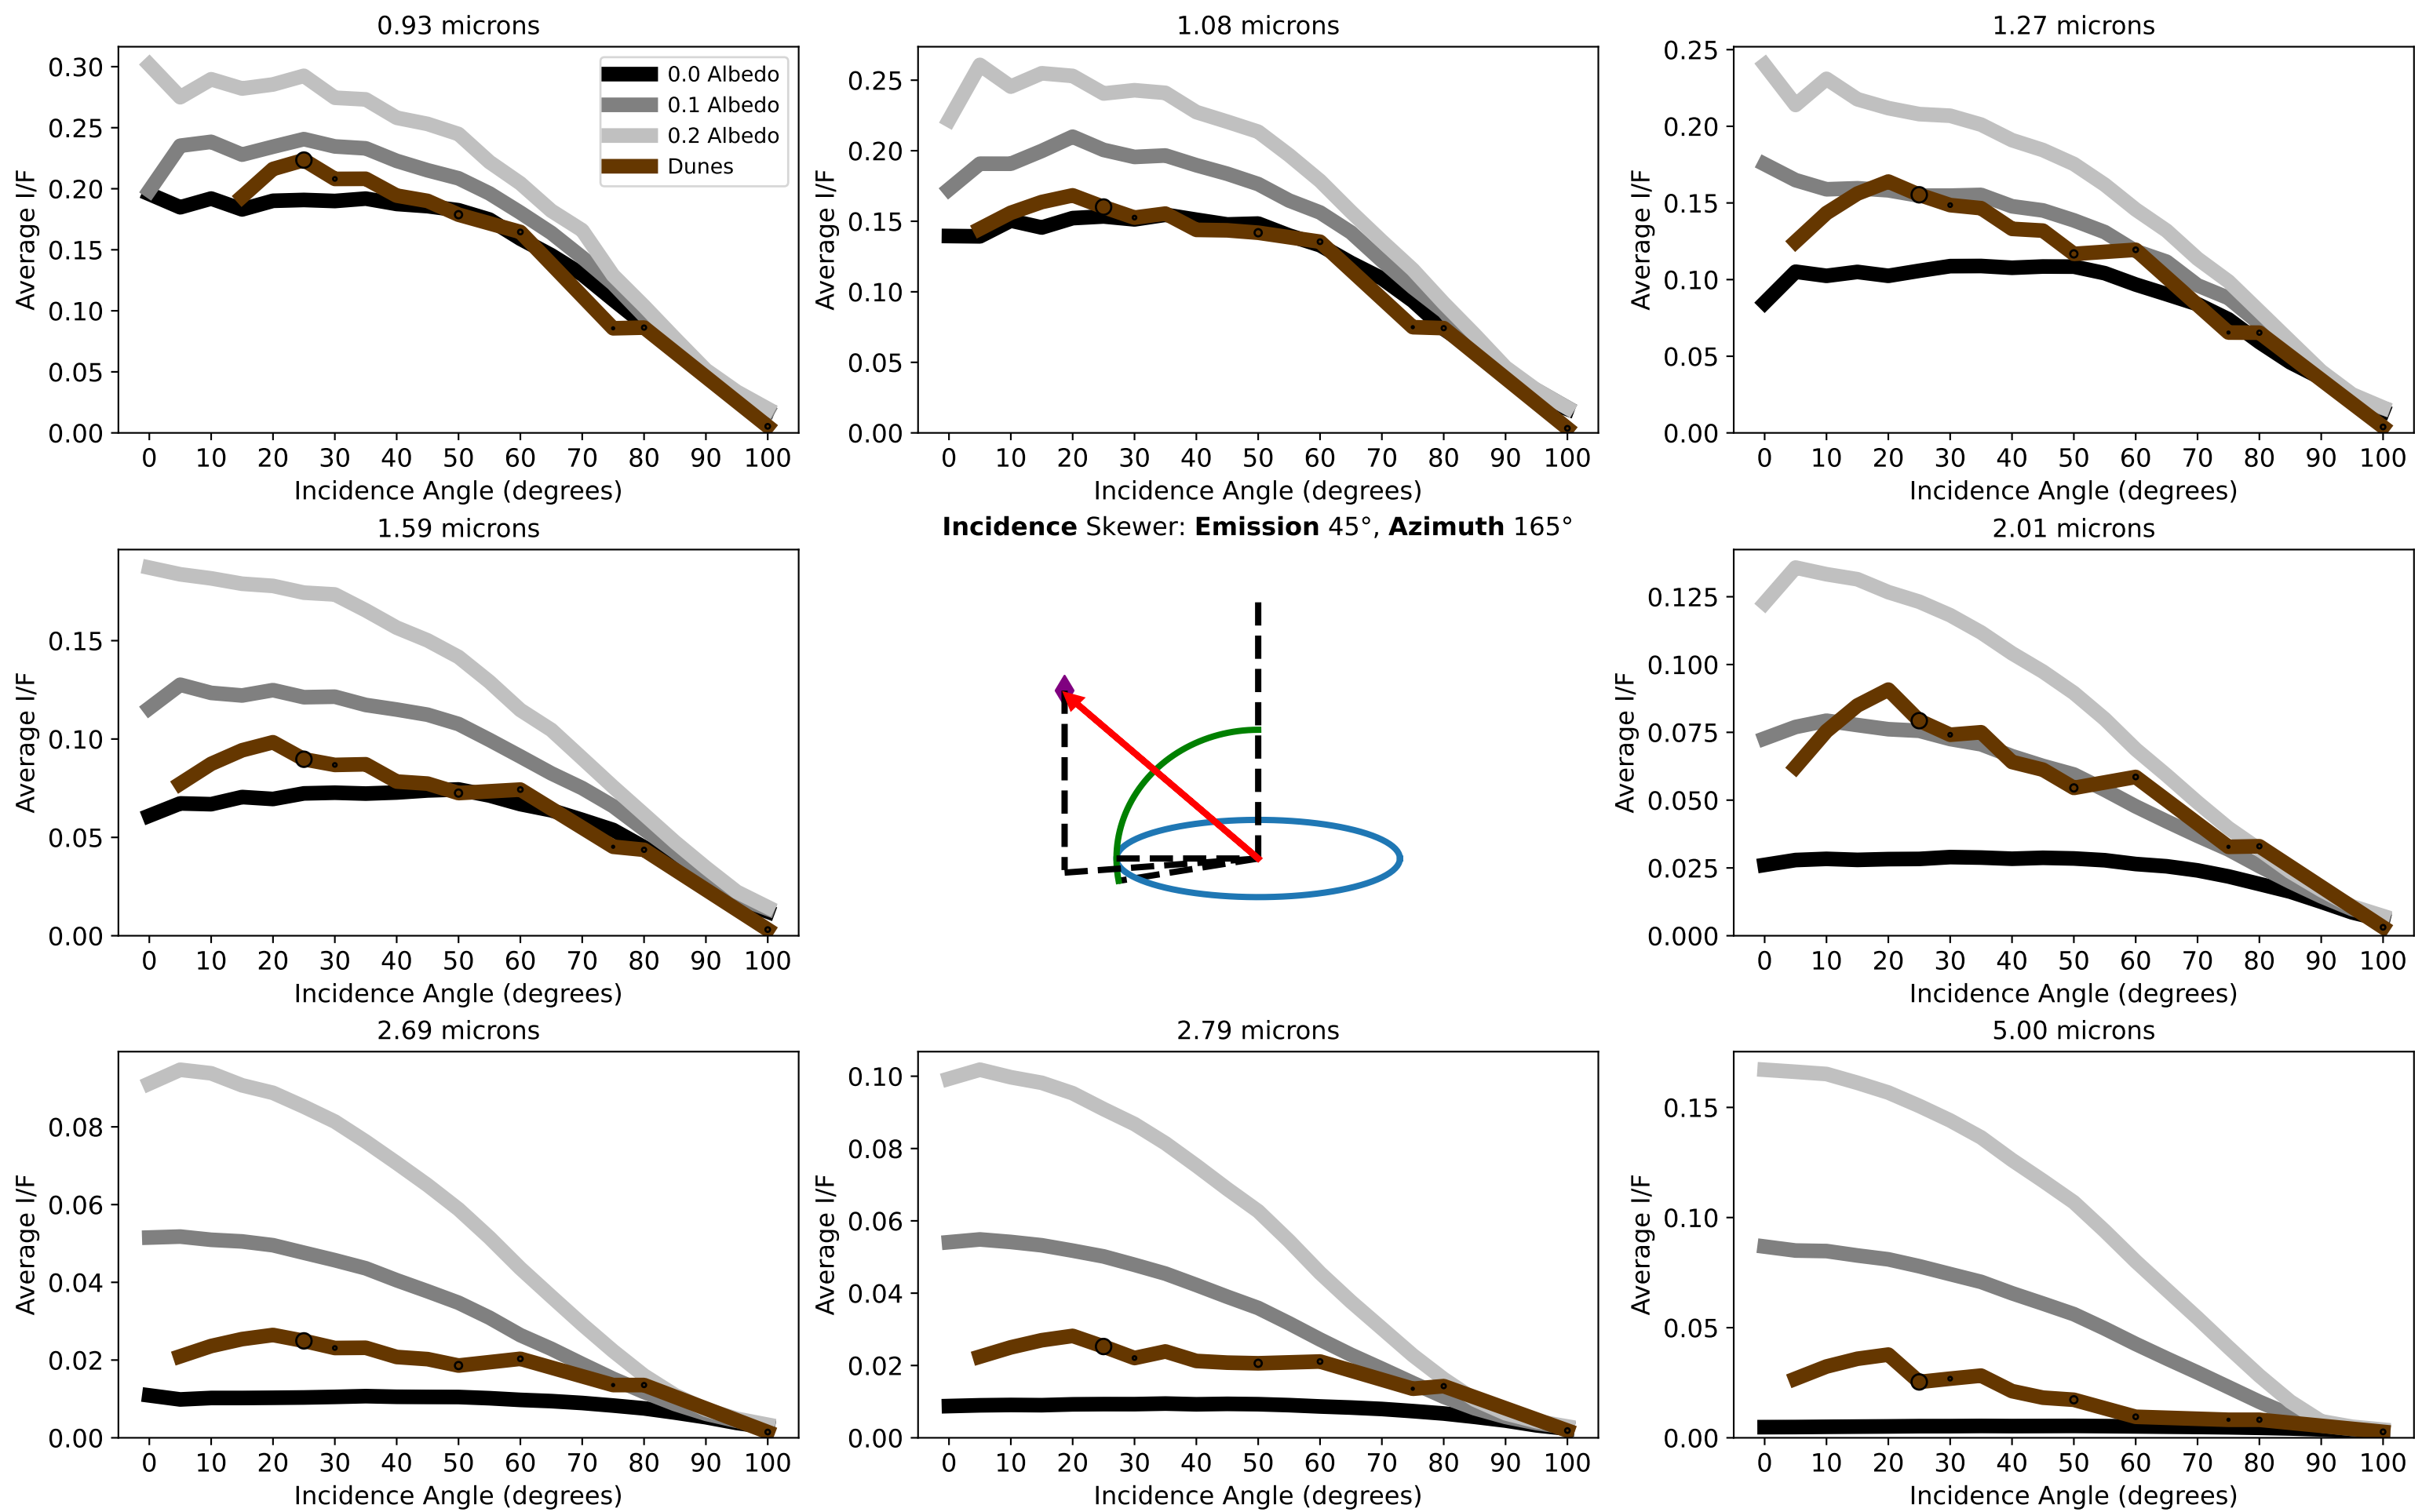 0.93 microns
Average I/F
0.30
0.25
0.20
0.15
0.10
0.05
0.00
0.0 Albedo
0.1 Albedo
0.2 Albedo
Dunes
0 10 20 30 40 50 60 70 80 90 100
Incidence Angle (degrees)
1.08 microns
Average I/F
0.25
0.20
0.15
0.10
0.05
0.00
0 10 20 30 40 50 60 70 80 90 100
Incidence Angle (degrees)
1.27 microns
Average I/F
0.25
0.20
0.15
0.10
0.05
0.00
0 10 20 30 40 50 60 70 80 90 100
Incidence Angle (degrees)
1.59 microns
Average I/F
0.15
0.10
0.05
0.00
0 10 20 30 40 50 60 70 80 90 100
Incidence Angle (degrees)
Incidence Skewer: Emission 45°, Azimuth 165°
2.01 microns
Average I/F
0.125
0.100
0.075
0.050
0.025
0.000
0 10 20 30 40 50 60 70 80 90 100
Incidence Angle (degrees)
2.69 microns
Average I/F
0.08
0.06
0.04
0.02
0.00
0 10 20 30 40 50 60 70 80 90 100
Incidence Angle (degrees)
2.79 microns
Average I/F
0.10
0.08
0.06
0.04
0.02
0.00
0 10 20 30 40 50 60 70 80 90 100
Incidence Angle (degrees)
5.00 microns
Average I/F
0.15
0.10
0.05
0.00
0 10 20 30 40 50 60 70 80 90 100
Incidence Angle (degrees)